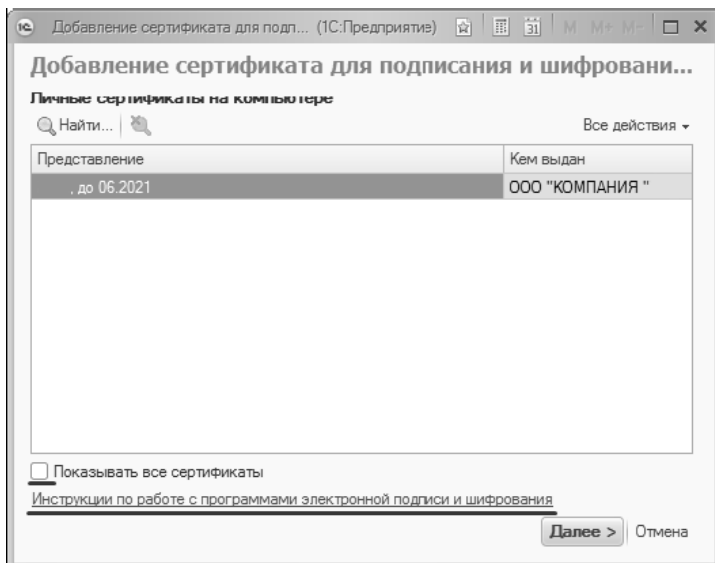 1С Добавление сертификата для подп... (1С:Предприятие) 31 M M+ M-
Добавление сертификата для подписания и шифровани...
Личные сертификаты на компьютере
Найти... Все действия
Представление Кем выдан
, до 06.2021 ООО "КОМПАНИЯ "
Показывать все сертификаты
Инструкции по работе с программами электронной подписи и шифрования
Далее > Отмена